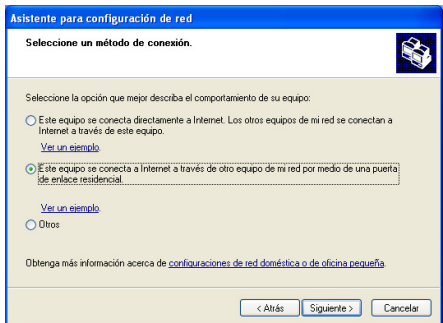 Asistente para configuración de red
Seleccione un método de conexión.
Seleccione la opción que mejor describa el comportamiento de su equipo:
Este equipo se conecta directamente a Internet. Los otros equipos de mi red se conectan a
Internet a través de este equipo.
Ver un ejemplo.
Este equipo se conecta a Internet a través de otro equipo de mi red por medio de una puerta
de enlace residencial.
Ver un ejemplo.
Otros
Obtenga más información acerca de configuraciones de red doméstica o de oficina pequeña.
< Atrás Siguiente > Cancelar